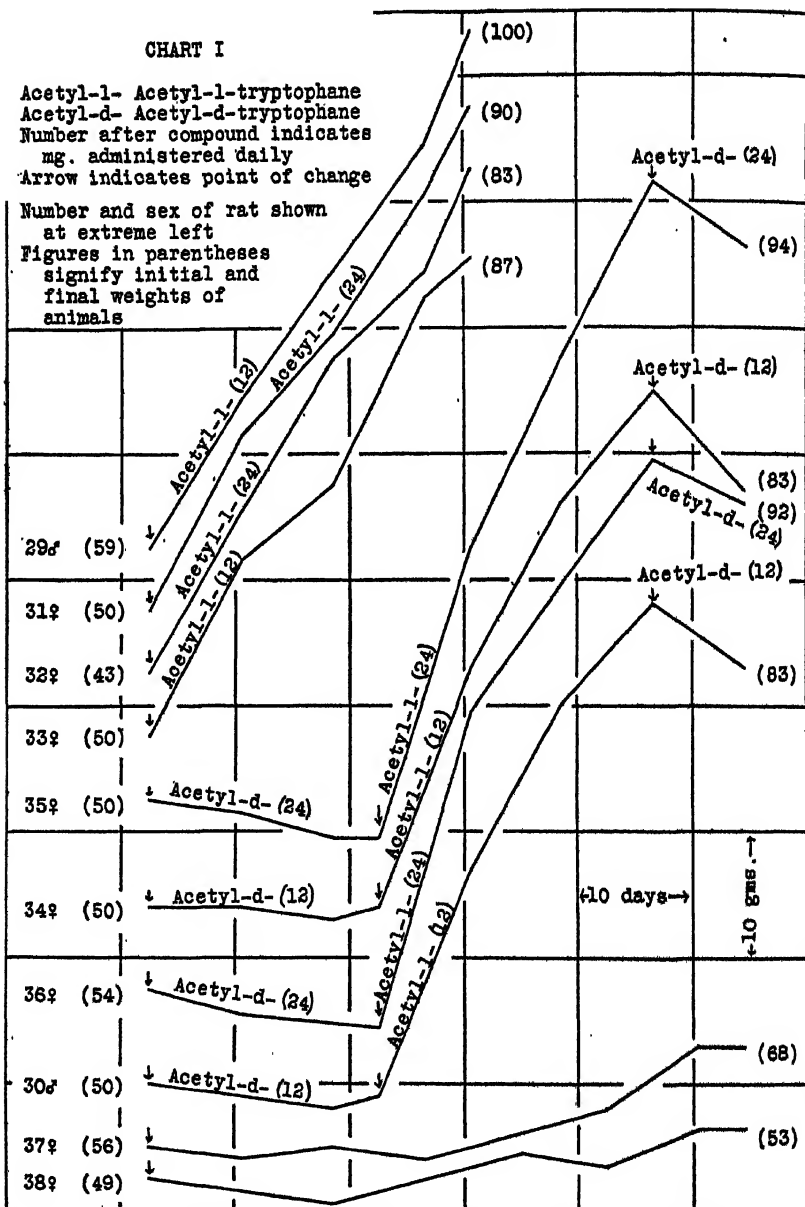 CHART I
Acetyl-l- Acetyl-l-tryptophane
Acetyl-d- Acetyl-d-tryptophane
Number after compound indicates
mg. administered daily
Arrow indicates point of change
Number and sex of rat shown
at extreme left
Figures in parentheses
signify initial and
final weights of
animals
(100)
(90)
(83)
(87)
Acetyl-d- (24)
(94)
Acetyl-d- (12)
(83)
(92)
Acetyl-d- (24)
Acetyl-d- (12)
(83)
29♂ (59)
Acetyl-l- (12)
31♀ (50)
Acetyl-l- (24)
32♀ (43)
Acetyl-l- (24)
33♀ (50)
Acetyl-l- (12)
35♀ (50)
Acetyl-d- (24)
Acetyl-l- (24)
34♀ (50)
Acetyl-d- (12)
Acetyl-l- (12)
36♀ (54)
Acetyl-d- (24)
Acetyl-l- (24)
30♂ (50)
Acetyl-d- (12)
Acetyl-l- (12)
10 days
10 gms.
37♀ (56)
(68)
38♀ (49)
(53)